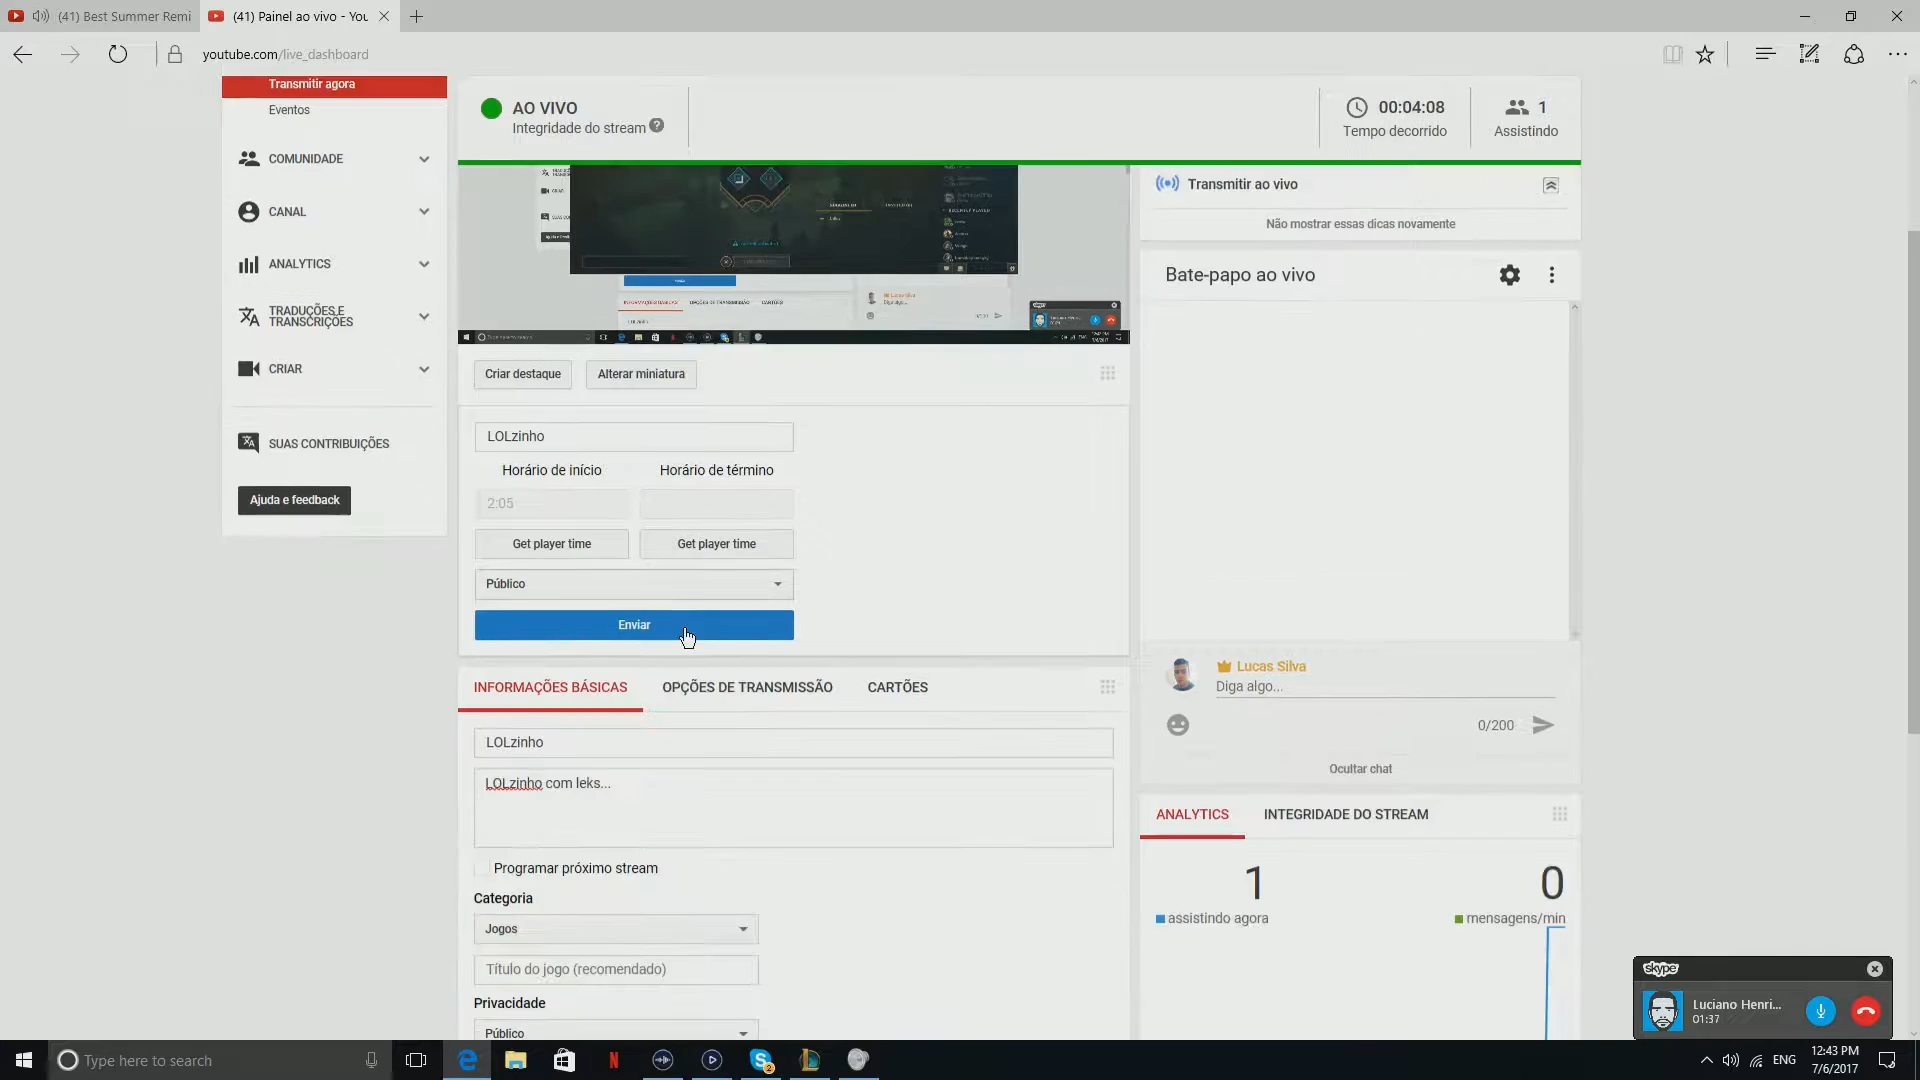 (41) Best Summer Remi
(41) Painel ao vivo - You
youtube.com/live_dashboard
Transmitir agora
Eventos
COMUNIDADE
CANAL
ANALYTICS
TRADUÇÕES E
TRANSCRIÇÕES
CRIAR
SUAS CONTRIBUIÇÕES
Ajuda e feedback
AO VIVO
Integridade do stream
00:04:08
Tempo decorrido
1
Assistindo
Transmitir ao vivo
Não mostrar essas dicas novamente
Criar destaque
Alterar miniatura
LOLzinho
Horário de início
Horário de término
2:05
Get player time
Get player time
Público
Enviar
INFORMAÇÕES BÁSICAS
OPÇÕES DE TRANSMISSÃO
CARTÕES
LOLzinho
LOLzinho com leks...
Programar próximo stream
Categoria
Jogos
Título do jogo (recomendado)
Privacidade
Público
Bate-papo ao vivo
Lucas Silva
Diga algo...
0/200
Ocultar chat
ANALYTICS
INTEGRIDADE DO STREAM
1
assistindo agora
0
mensagens/min
skype
Luciano Henri...
01:37
Type here to search
2
ENG
12:43 PM
7/6/2017